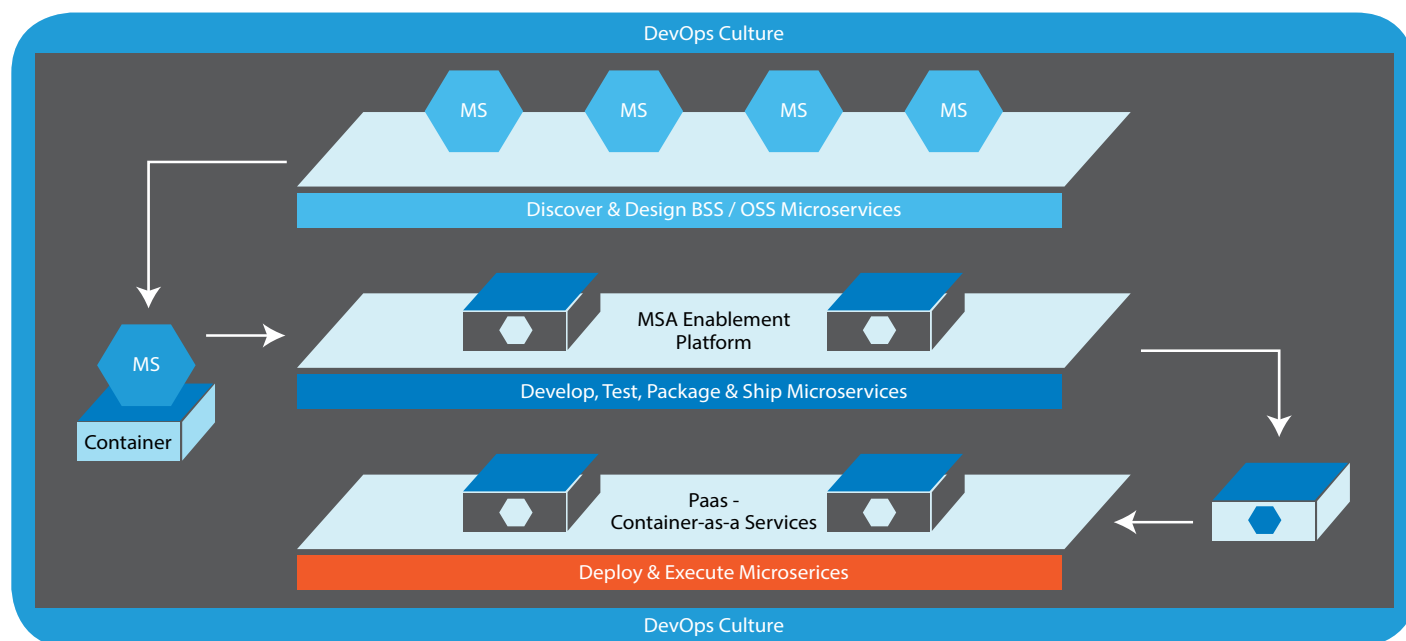 DevOps Culture
MS
MS
MS
MS
Discover & Design BSS / OSS Microservices
MS
Container
MSA Enablement
Platform
Develop, Test, Package & Ship Microservices
Paas -
Container-as-a Services
Deploy & Execute Microserices
DevOps Culture